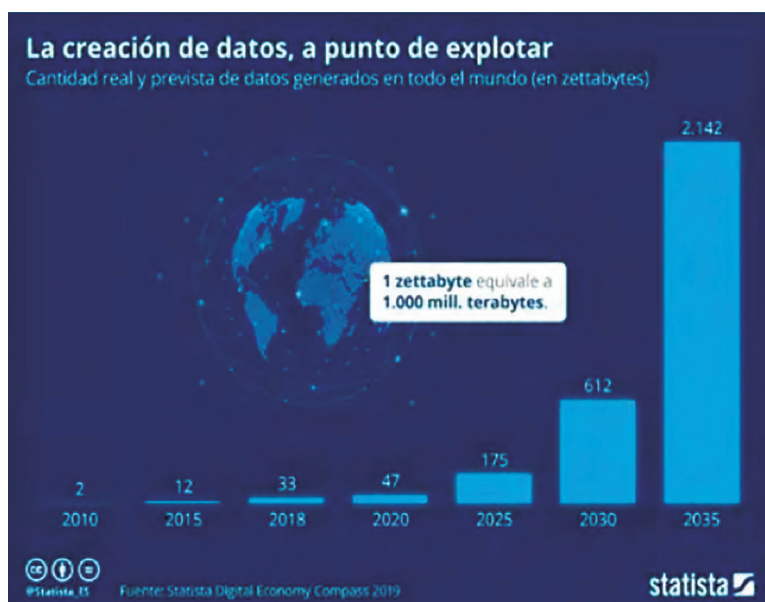 La creación de datos, a punto de explotar
Cantidad real y prevista de datos generados en todo el mundo (en zettabytes)
2.142
1 zettabyte equivale a
1.000 mill. terabytes.
612
175
47
33
12
2
2010 2015 2018 2020 2025 2030 2035
@Statista_ES Fuente: Statista Digital Economy Compass 2019
statista